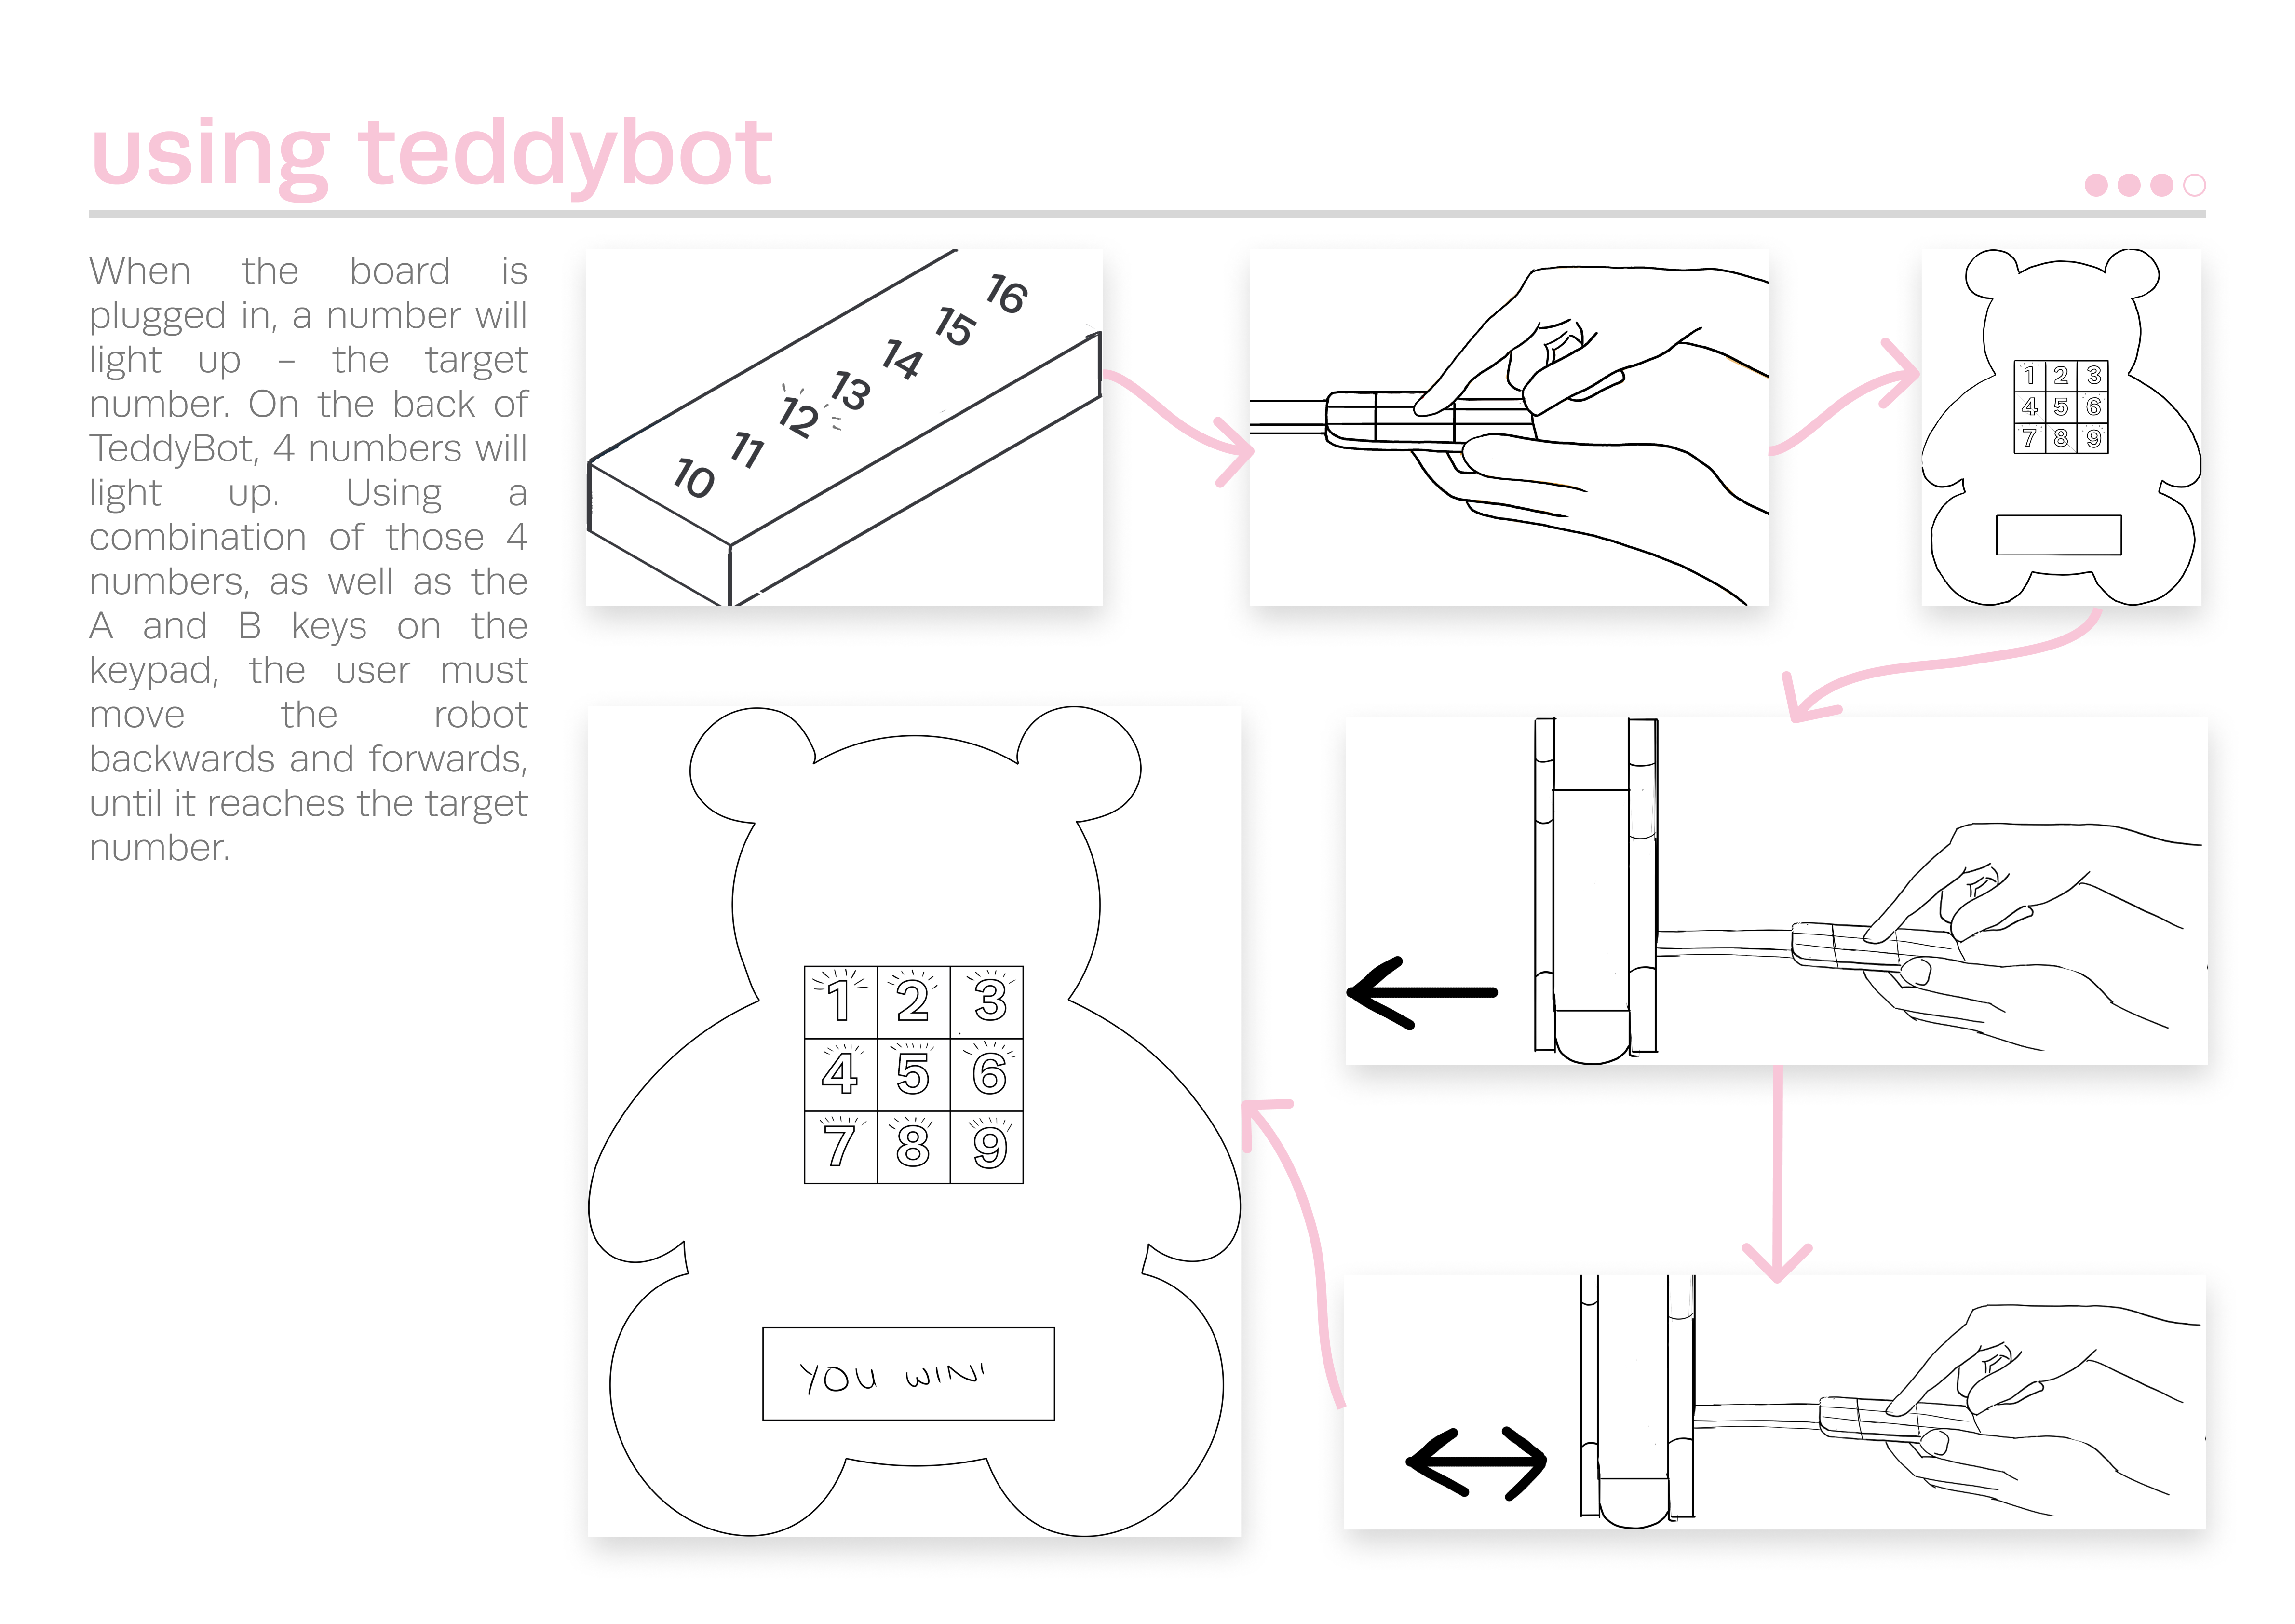 using teddybot
When the board is
plugged in, a number will
light up – the target
number. On the back of
TeddyBot, 4 numbers will
light up. Using a
combination of those 4
numbers, as well as the
A and B keys on the
keypad, the user must
move the robot
backwards and forwards,
until it reaches the target
number.
10 11 12 13 14 15 16
1 2 3
4 5 6
7 8 9
1 2 3
4 5 6
7 8 9
YOU WIN!